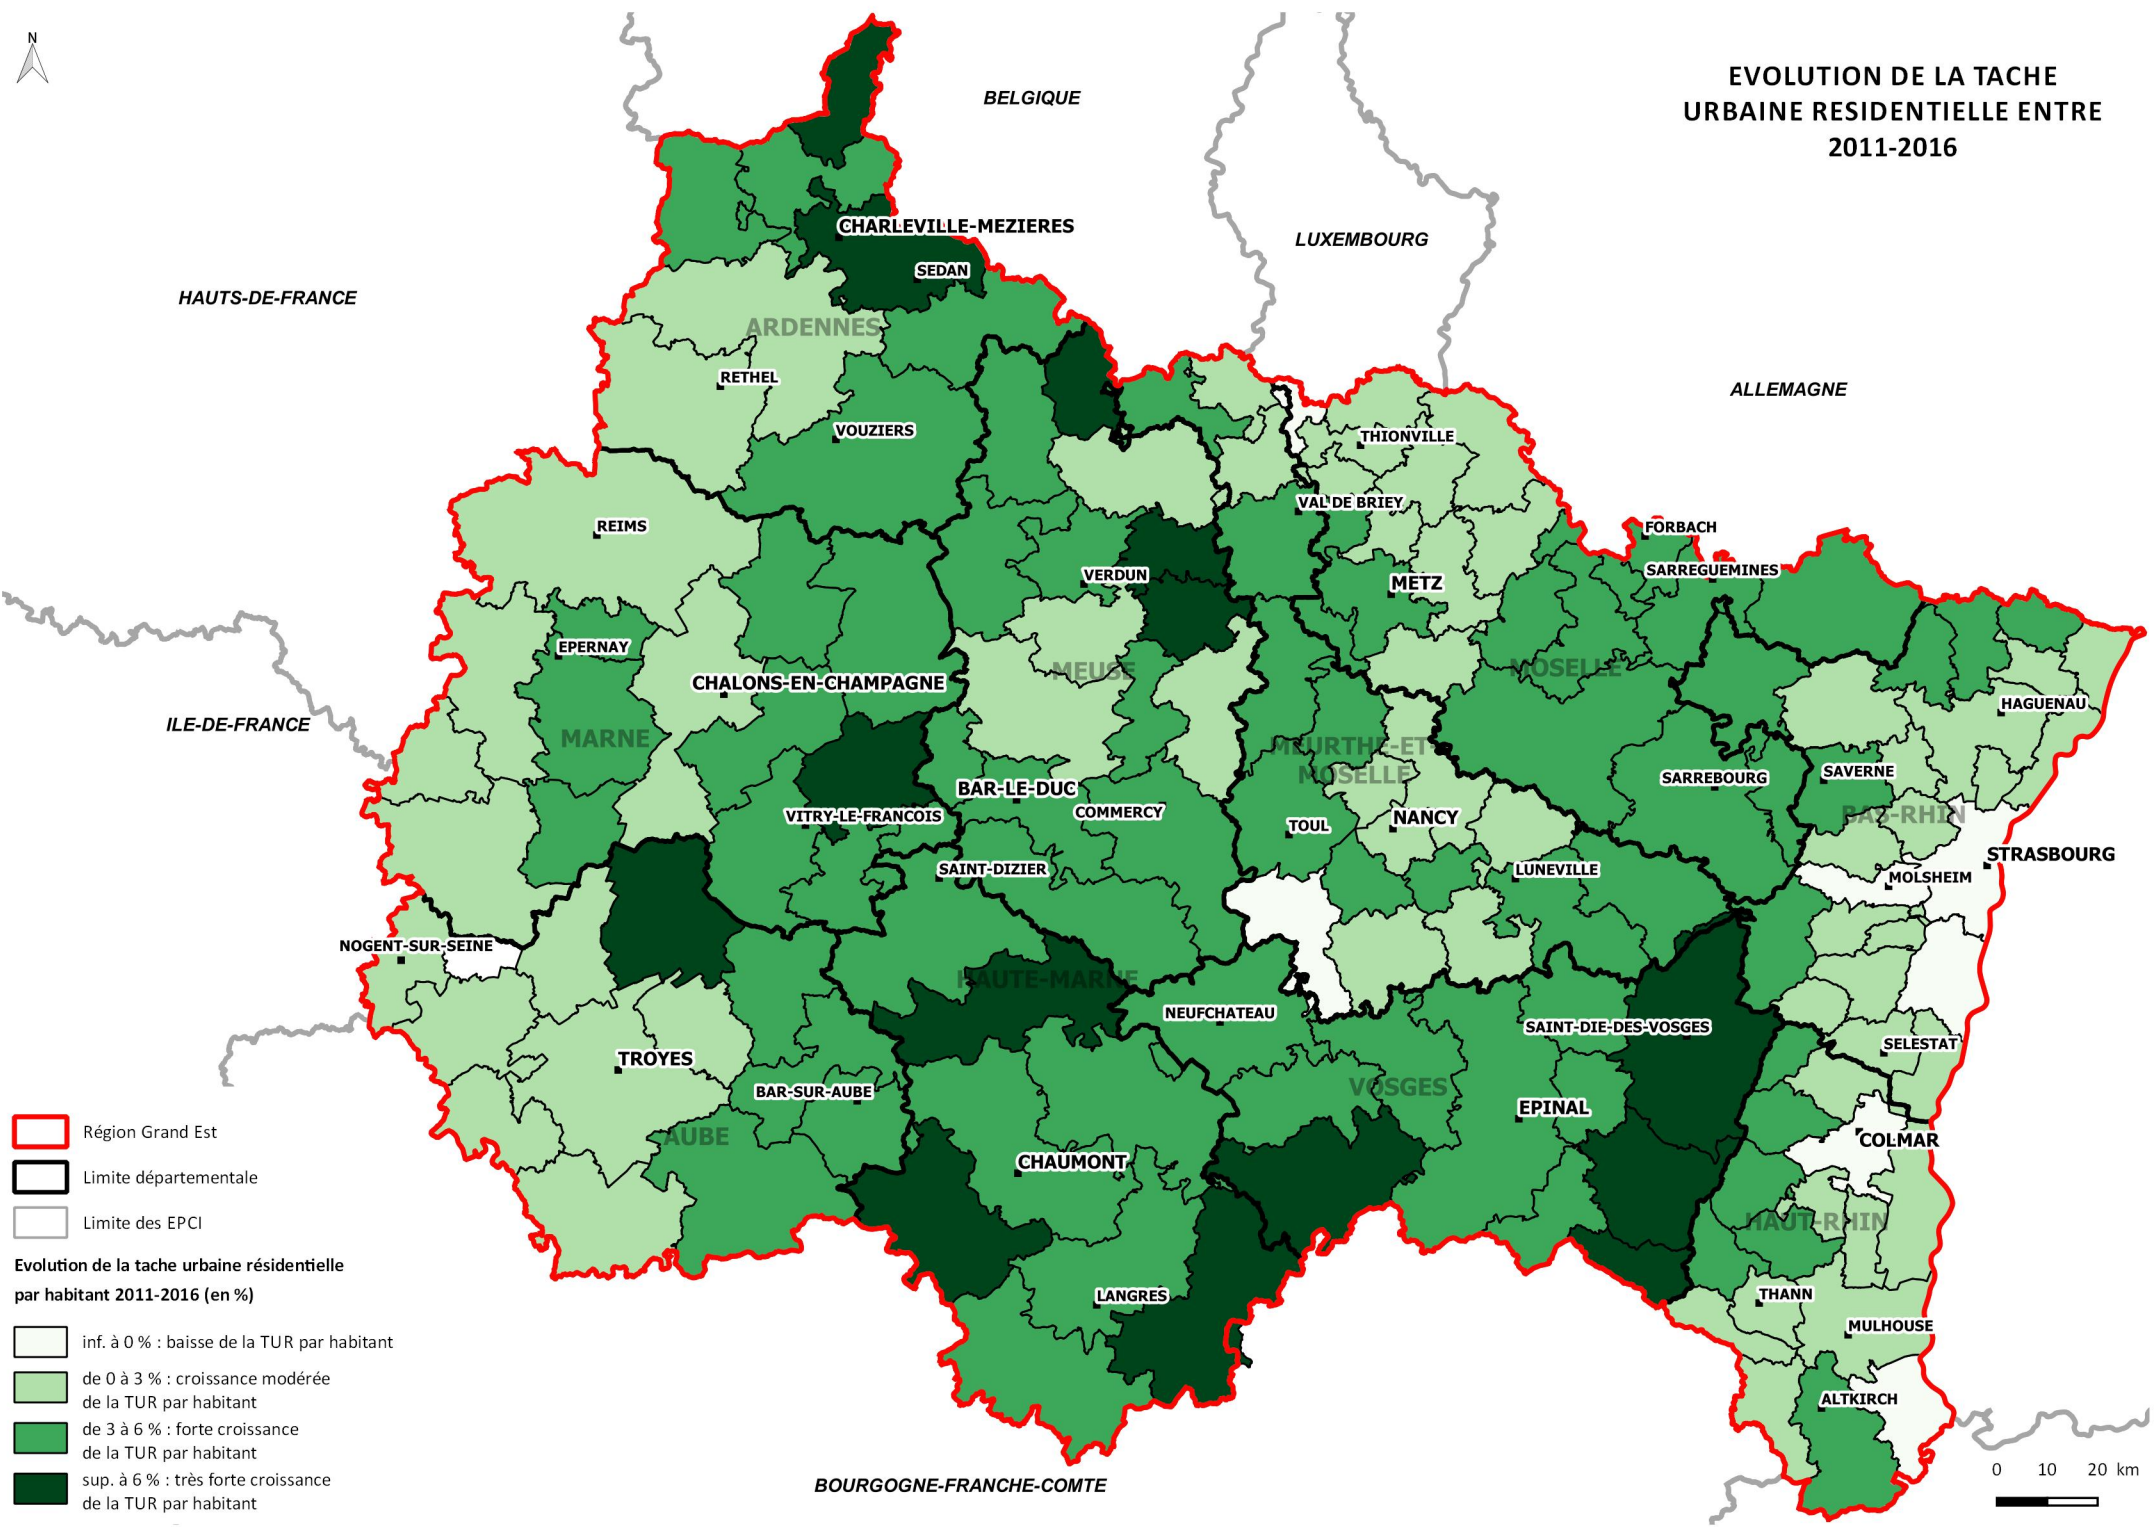 N
EVOLUTION DE LA TACHE
URBAINE RESIDENTIELLE ENTRE
2011-2016
BELGIQUE
LUXEMBOURG
HAUTS-DE-FRANCE
ALLEMAGNE
ILE-DE-FRANCE
BOURGOGNE-FRANCHE-COMTE
CHARLEVILLE-MEZIERES
SEDAN
ARDENNES
RETHEL
VOUZIERS
THIONVILLE
VAL DE BRIEY
REIMS
FORBACH
SARREGUEMINES
VERDUN
METZ
EPERNAY
MEUSE
MOSELLE
CHALONS-EN-CHAMPAGNE
HAGUENAU
MARNE
MEURTHE-ET-
MOSELLE
SARREBOURG
SAVERNE
BAR-LE-DUC
COMMERCY
VITRY-LE-FRANCOIS
TOUL
NANCY
BAS-RHIN
STRASBOURG
SAINT-DIZIER
LUNEVILLE
MOLSHEIM
NOGENT-SUR-SEINE
HAUTE-MARNE
NEUFCHATEAU
SAINT-DIE-DES-VOSGES
SELESTAT
TROYES
BAR-SUR-AUBE
VOSGES
EPINAL
AUBE
COLMAR
CHAUMONT
HAUT-RHIN
LANGRES
THANN
MULHOUSE
ALTKIRCH
Région Grand Est
Limite départementale
Limite des EPCI
Evolution de la tache urbaine résidentielle
par habitant 2011-2016 (en %)
inf. à 0 % : baisse de la TUR par habitant
de 0 à 3 % : croissance modérée
de la TUR par habitant
de 3 à 6 % : forte croissance
de la TUR par habitant
sup. à 6 % : très forte croissance
de la TUR par habitant
0 10 20 km